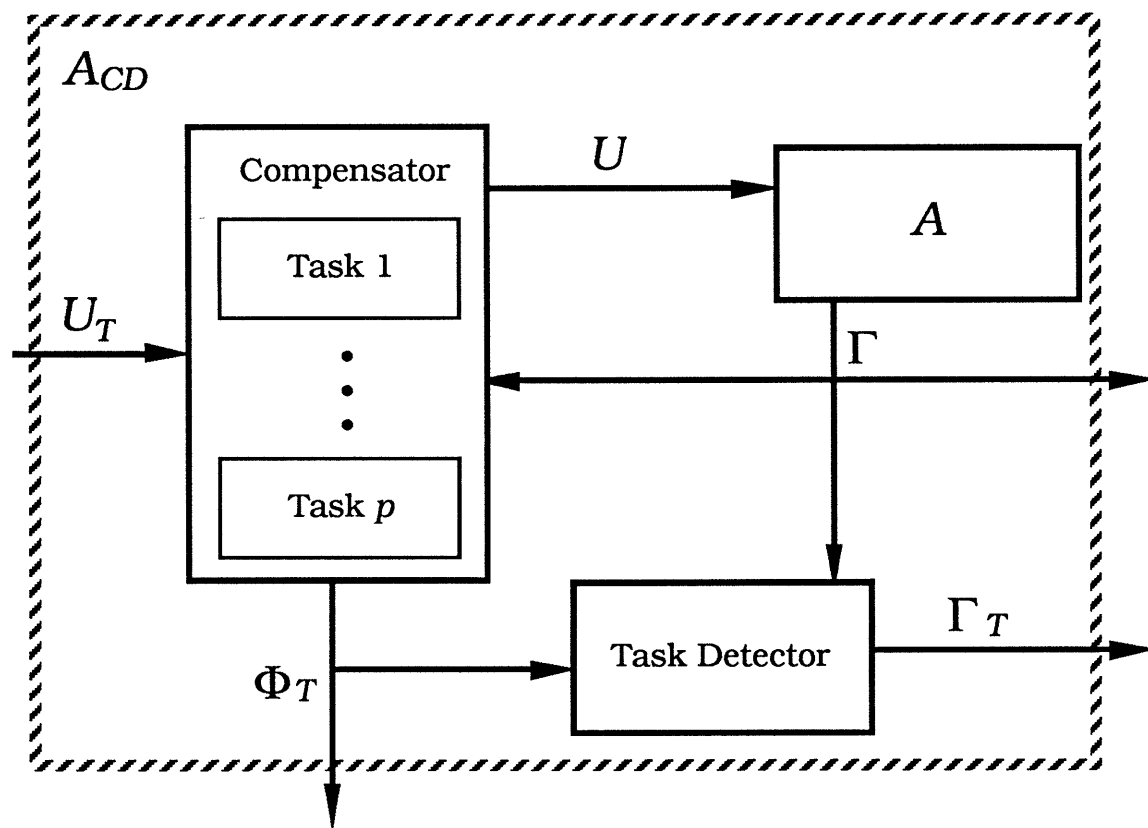 A_CD
Compensator
U
A
Task 1
U_T
Γ
Task p
Γ_T
Task Detector
Φ_T